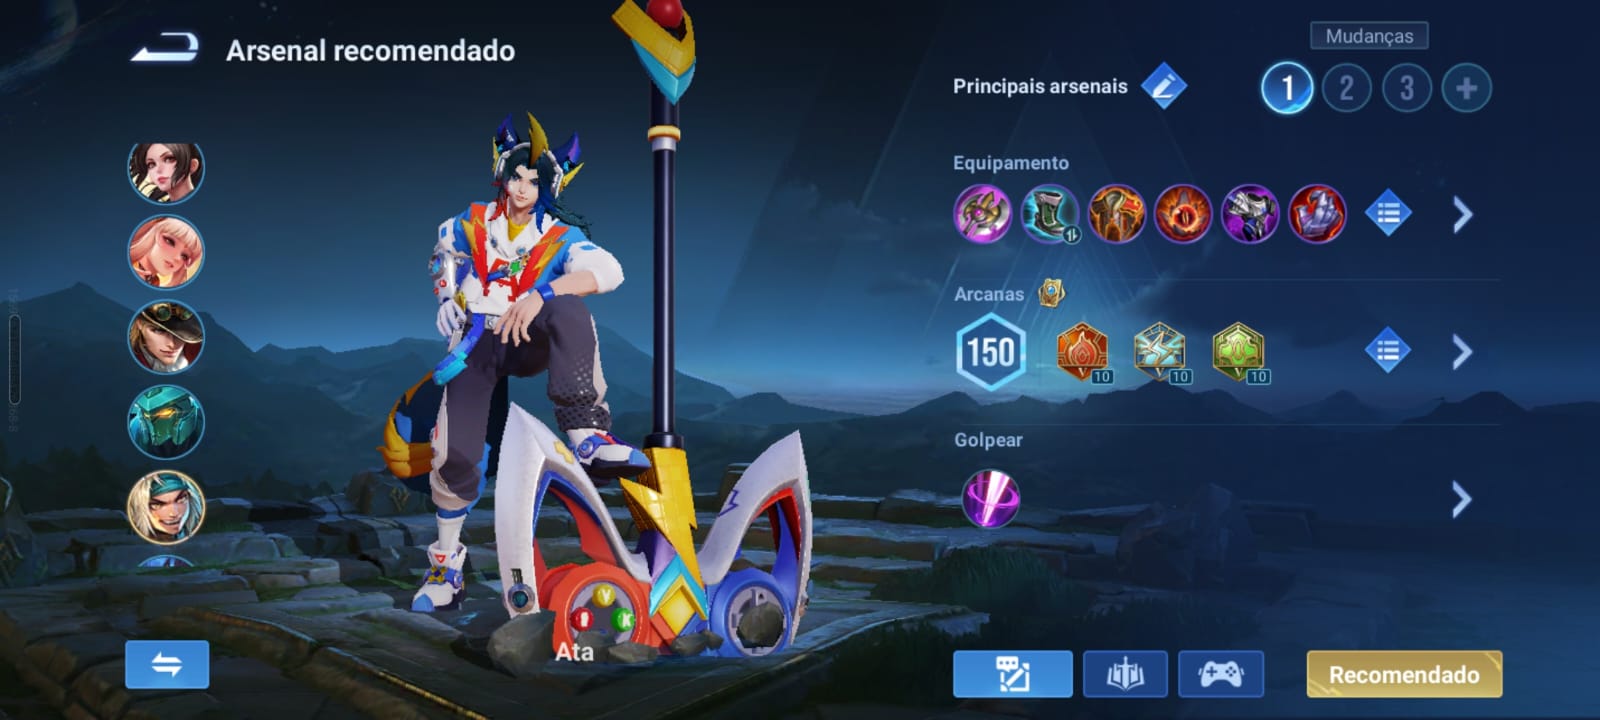 Arsenal recomendado
Mudanças
Principais arsenais
1
2
3
+
Equipamento
Arcanas
150
10
10
10
Golpear
Y
K
Ata
Recomendado